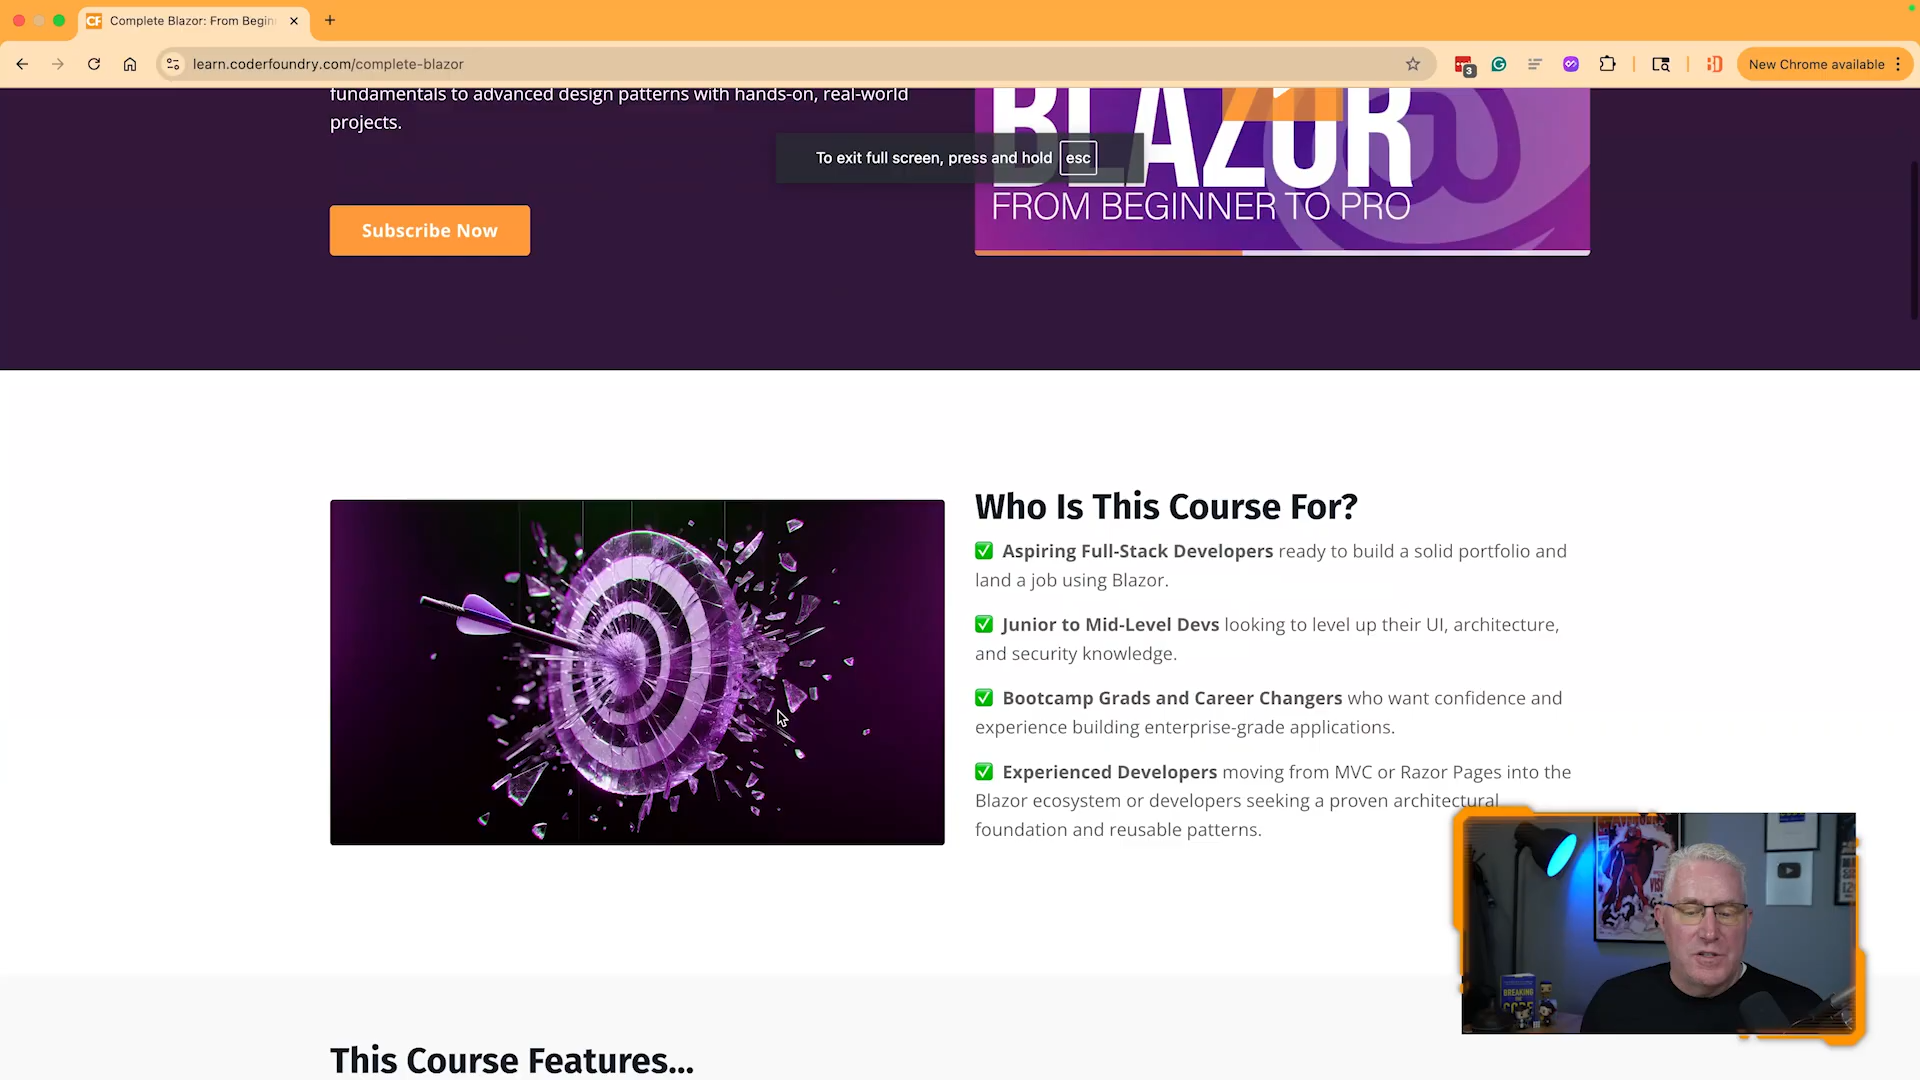 CF Complete Blazor: From Begin
learn.coderfoundry.com/complete-blazor
3
New Chrome available
fundamentals to advanced design patterns with hands-on, real-world
projects.
To exit full screen, press and hold esc
BLAZOR
FROM BEGINNER TO PRO
Subscribe Now
Who Is This Course For?
✅ Aspiring Full-Stack Developers ready to build a solid portfolio and
land a job using Blazor.
✅ Junior to Mid-Level Devs looking to level up their UI, architecture,
and security knowledge.
✅ Bootcamp Grads and Career Changers who want confidence and
experience building enterprise-grade applications.
✅ Experienced Developers moving from MVC or Razor Pages into the
Blazor ecosystem or developers seeking a proven architectural
foundation and reusable patterns.
BREAKING
CODE
This Course Features...